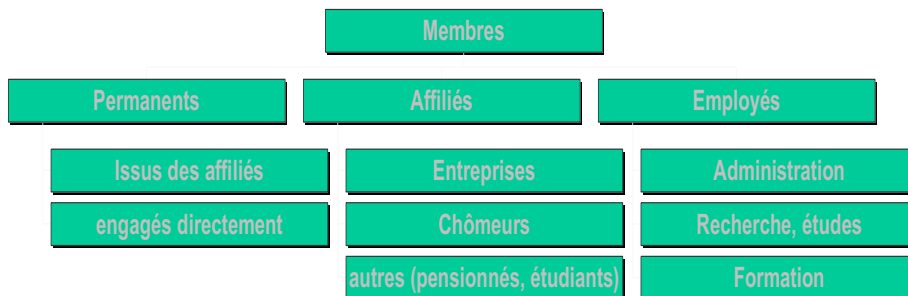 Membres
Permanents
Affiliés
Employés
Issus des affiliés
Entreprises
Administration
engagés directement
Chômeurs
Recherche, études
autres (pensionnés, étudiants)
Formation